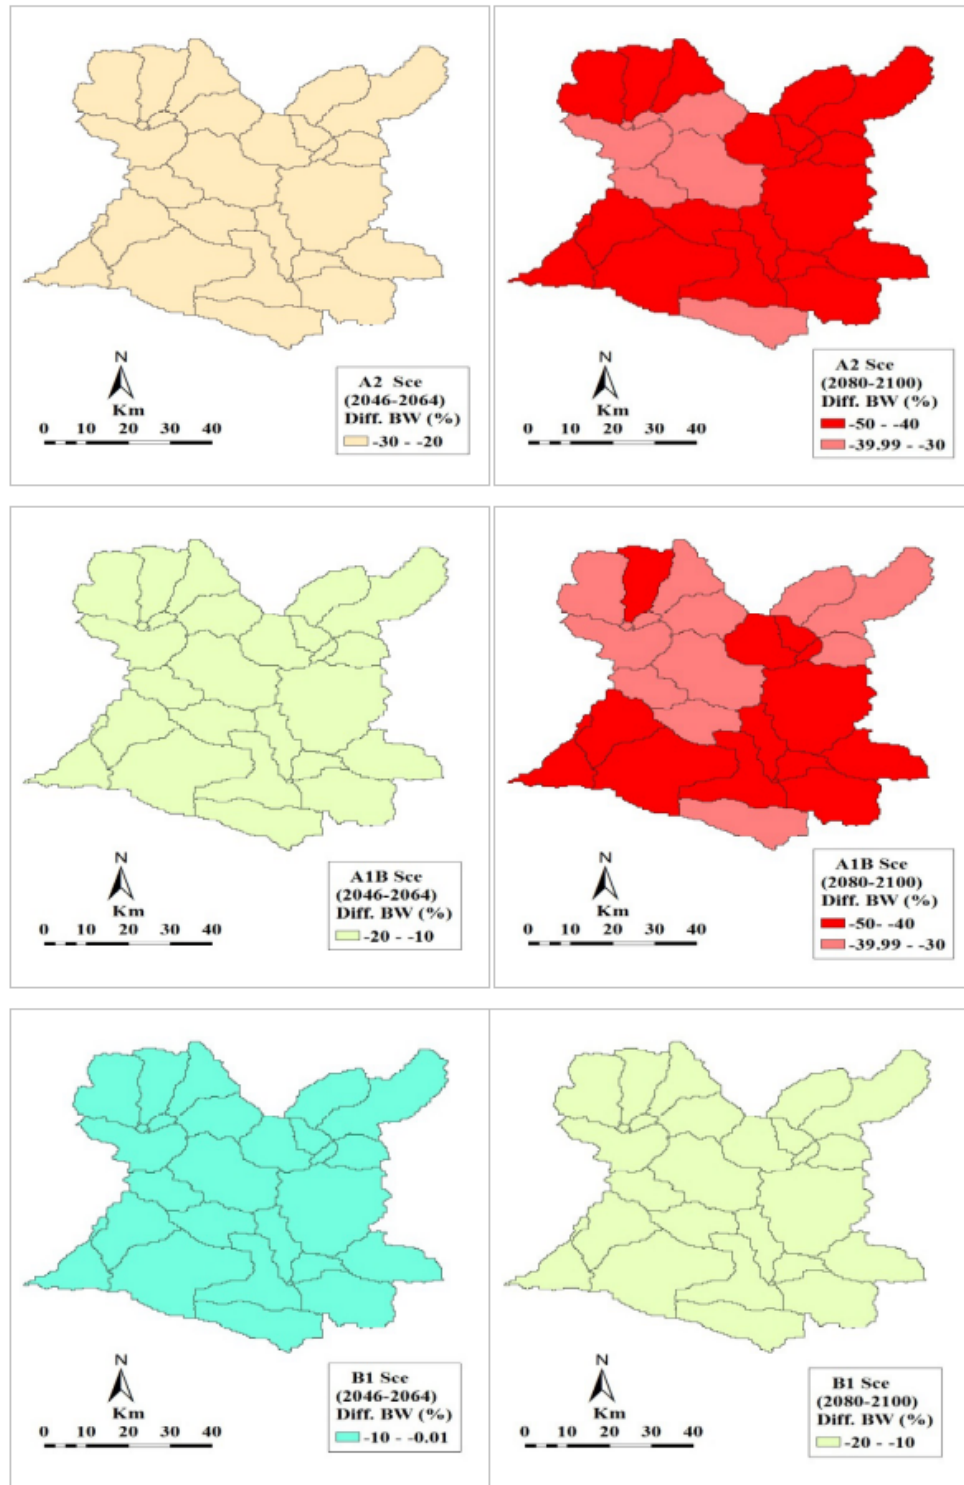 N
Km
0 10 20 30 40
A2 Sce
(2046-2064)
Diff. BW (%)
-30 - -20
N
Km
0 10 20 30 40
A2 Sce
(2080-2100)
Diff. BW (%)
-50 - -40
-39.99 - -30
N
Km
0 10 20 30 40
A1B Sce
(2046-2064)
Diff. BW (%)
-20 - -10
N
Km
0 10 20 30 40
A1B Sce
(2080-2100)
Diff. BW (%)
-50- -40
-39.99 - -30
N
Km
0 10 20 30 40
B1 Sce
(2046-2064)
Diff. BW (%)
-10 - -0.01
N
Km
0 10 20 30 40
B1 Sce
(2080-2100)
Diff. BW (%)
-20 - -10